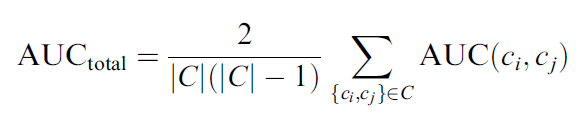 AUC_total = 2 / |C|(|C| − 1) ∑_{{c_i,c_j}∈C} AUC(c_i, c_j)